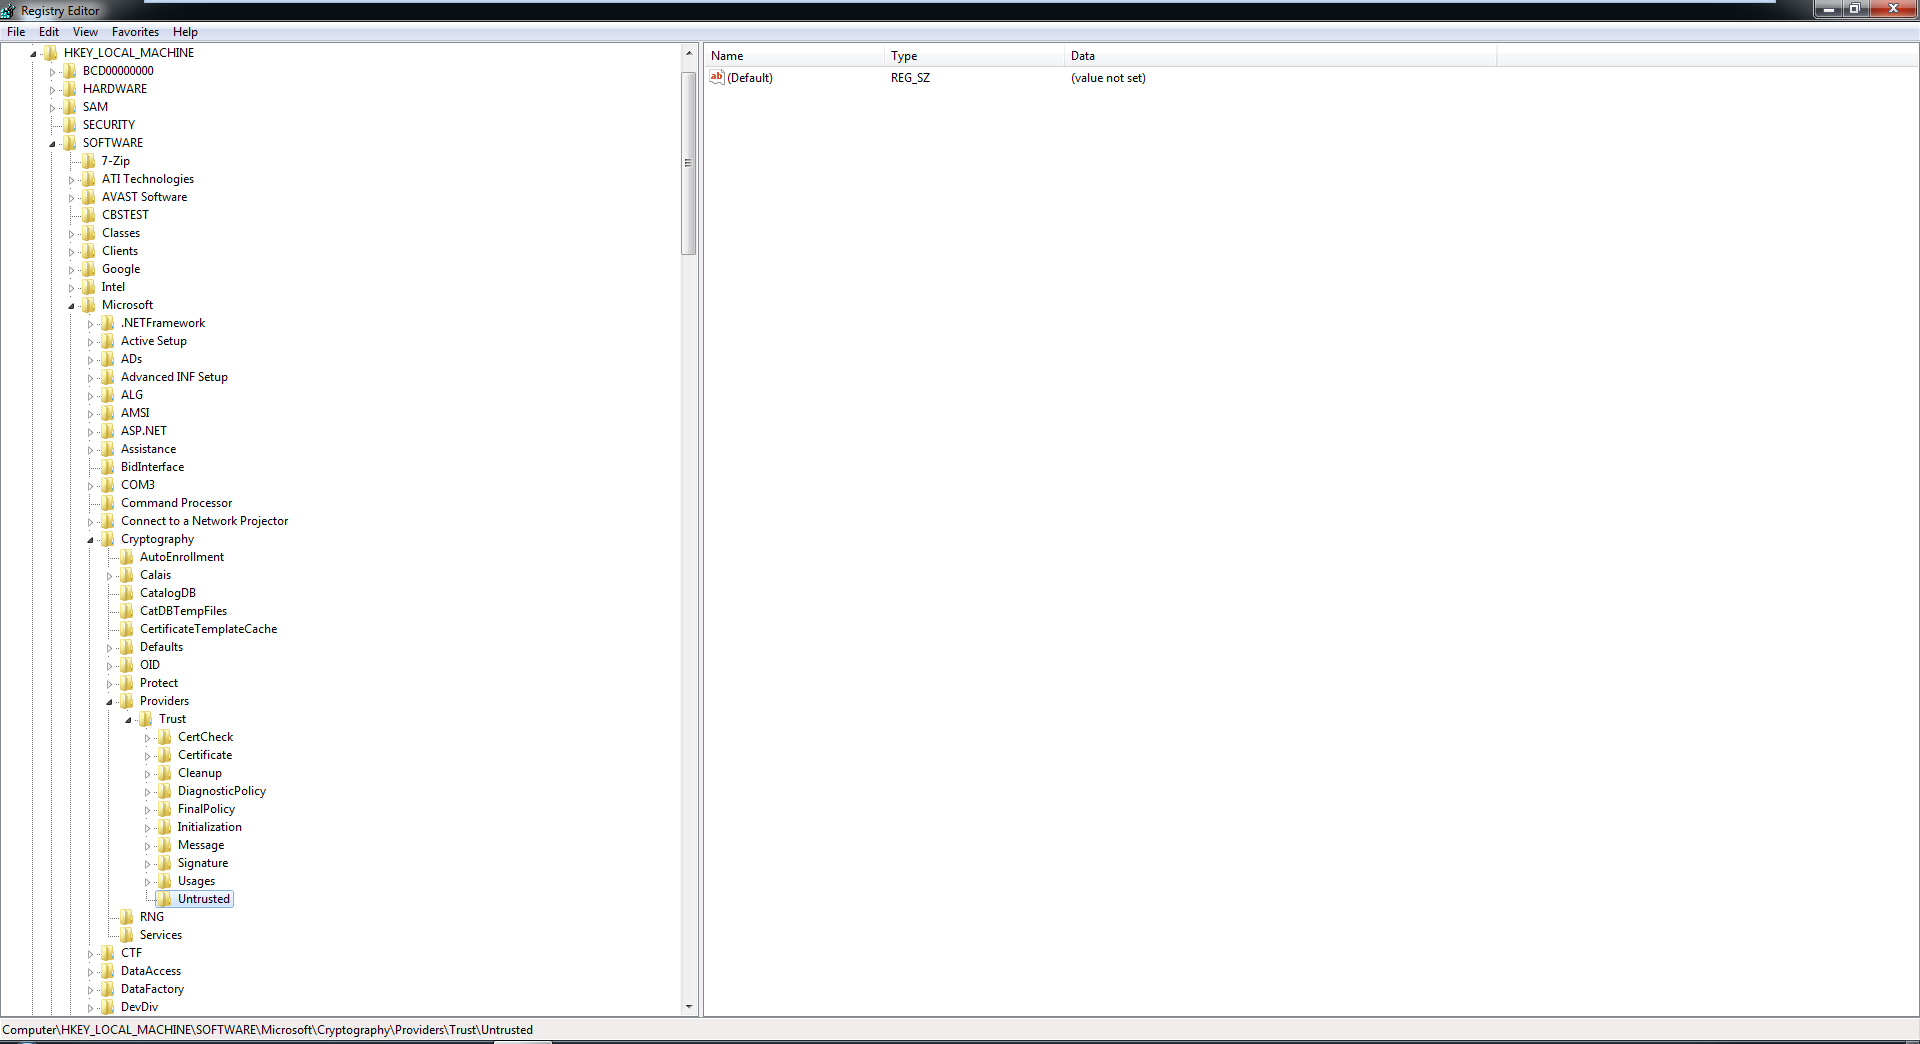 Registry Editor
File Edit View Favorites Help
HKEY_LOCAL_MACHINE
BCD00000000
HARDWARE
SAM
SECURITY
SOFTWARE
7-Zip
ATI Technologies
AVAST Software
CBSTEST
Classes
Clients
Google
Intel
Microsoft
.NETFramework
Active Setup
ADs
Advanced INF Setup
ALG
AMSI
ASP.NET
Assistance
BidInterface
COM3
Command Processor
Connect to a Network Projector
Cryptography
AutoEnrollment
Calais
CatalogDB
CatDBTempFiles
CertificateTemplateCache
Defaults
OID
Protect
Providers
Trust
CertCheck
Certificate
Cleanup
DiagnosticPolicy
FinalPolicy
Initialization
Message
Signature
Usages
Untrusted
RNG
Services
CTF
DataAccess
DataFactory
DevDiv
Name Type Data
ab (Default) REG_SZ (value not set)
Computer\HKEY_LOCAL_MACHINE\SOFTWARE\Microsoft\Cryptography\Providers\Trust\Untrusted